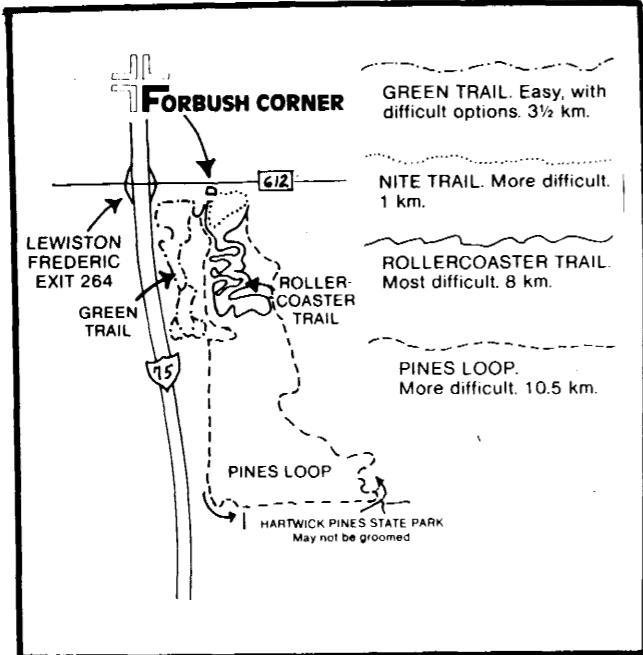 FORBUSH CORNER
612
LEWISTON
FREDERIC
EXIT 264
GREEN
TRAIL
ROLLER-
COASTER
TRAIL
75
PINES LOOP
HARTWICK PINES STATE PARK
May not be groomed
GREEN TRAIL. Easy, with
difficult options. 3½ km.
NITE TRAIL. More difficult.
1 km.
ROLLERCOASTER TRAIL.
Most difficult. 8 km.
PINES LOOP.
More difficult. 10.5 km.